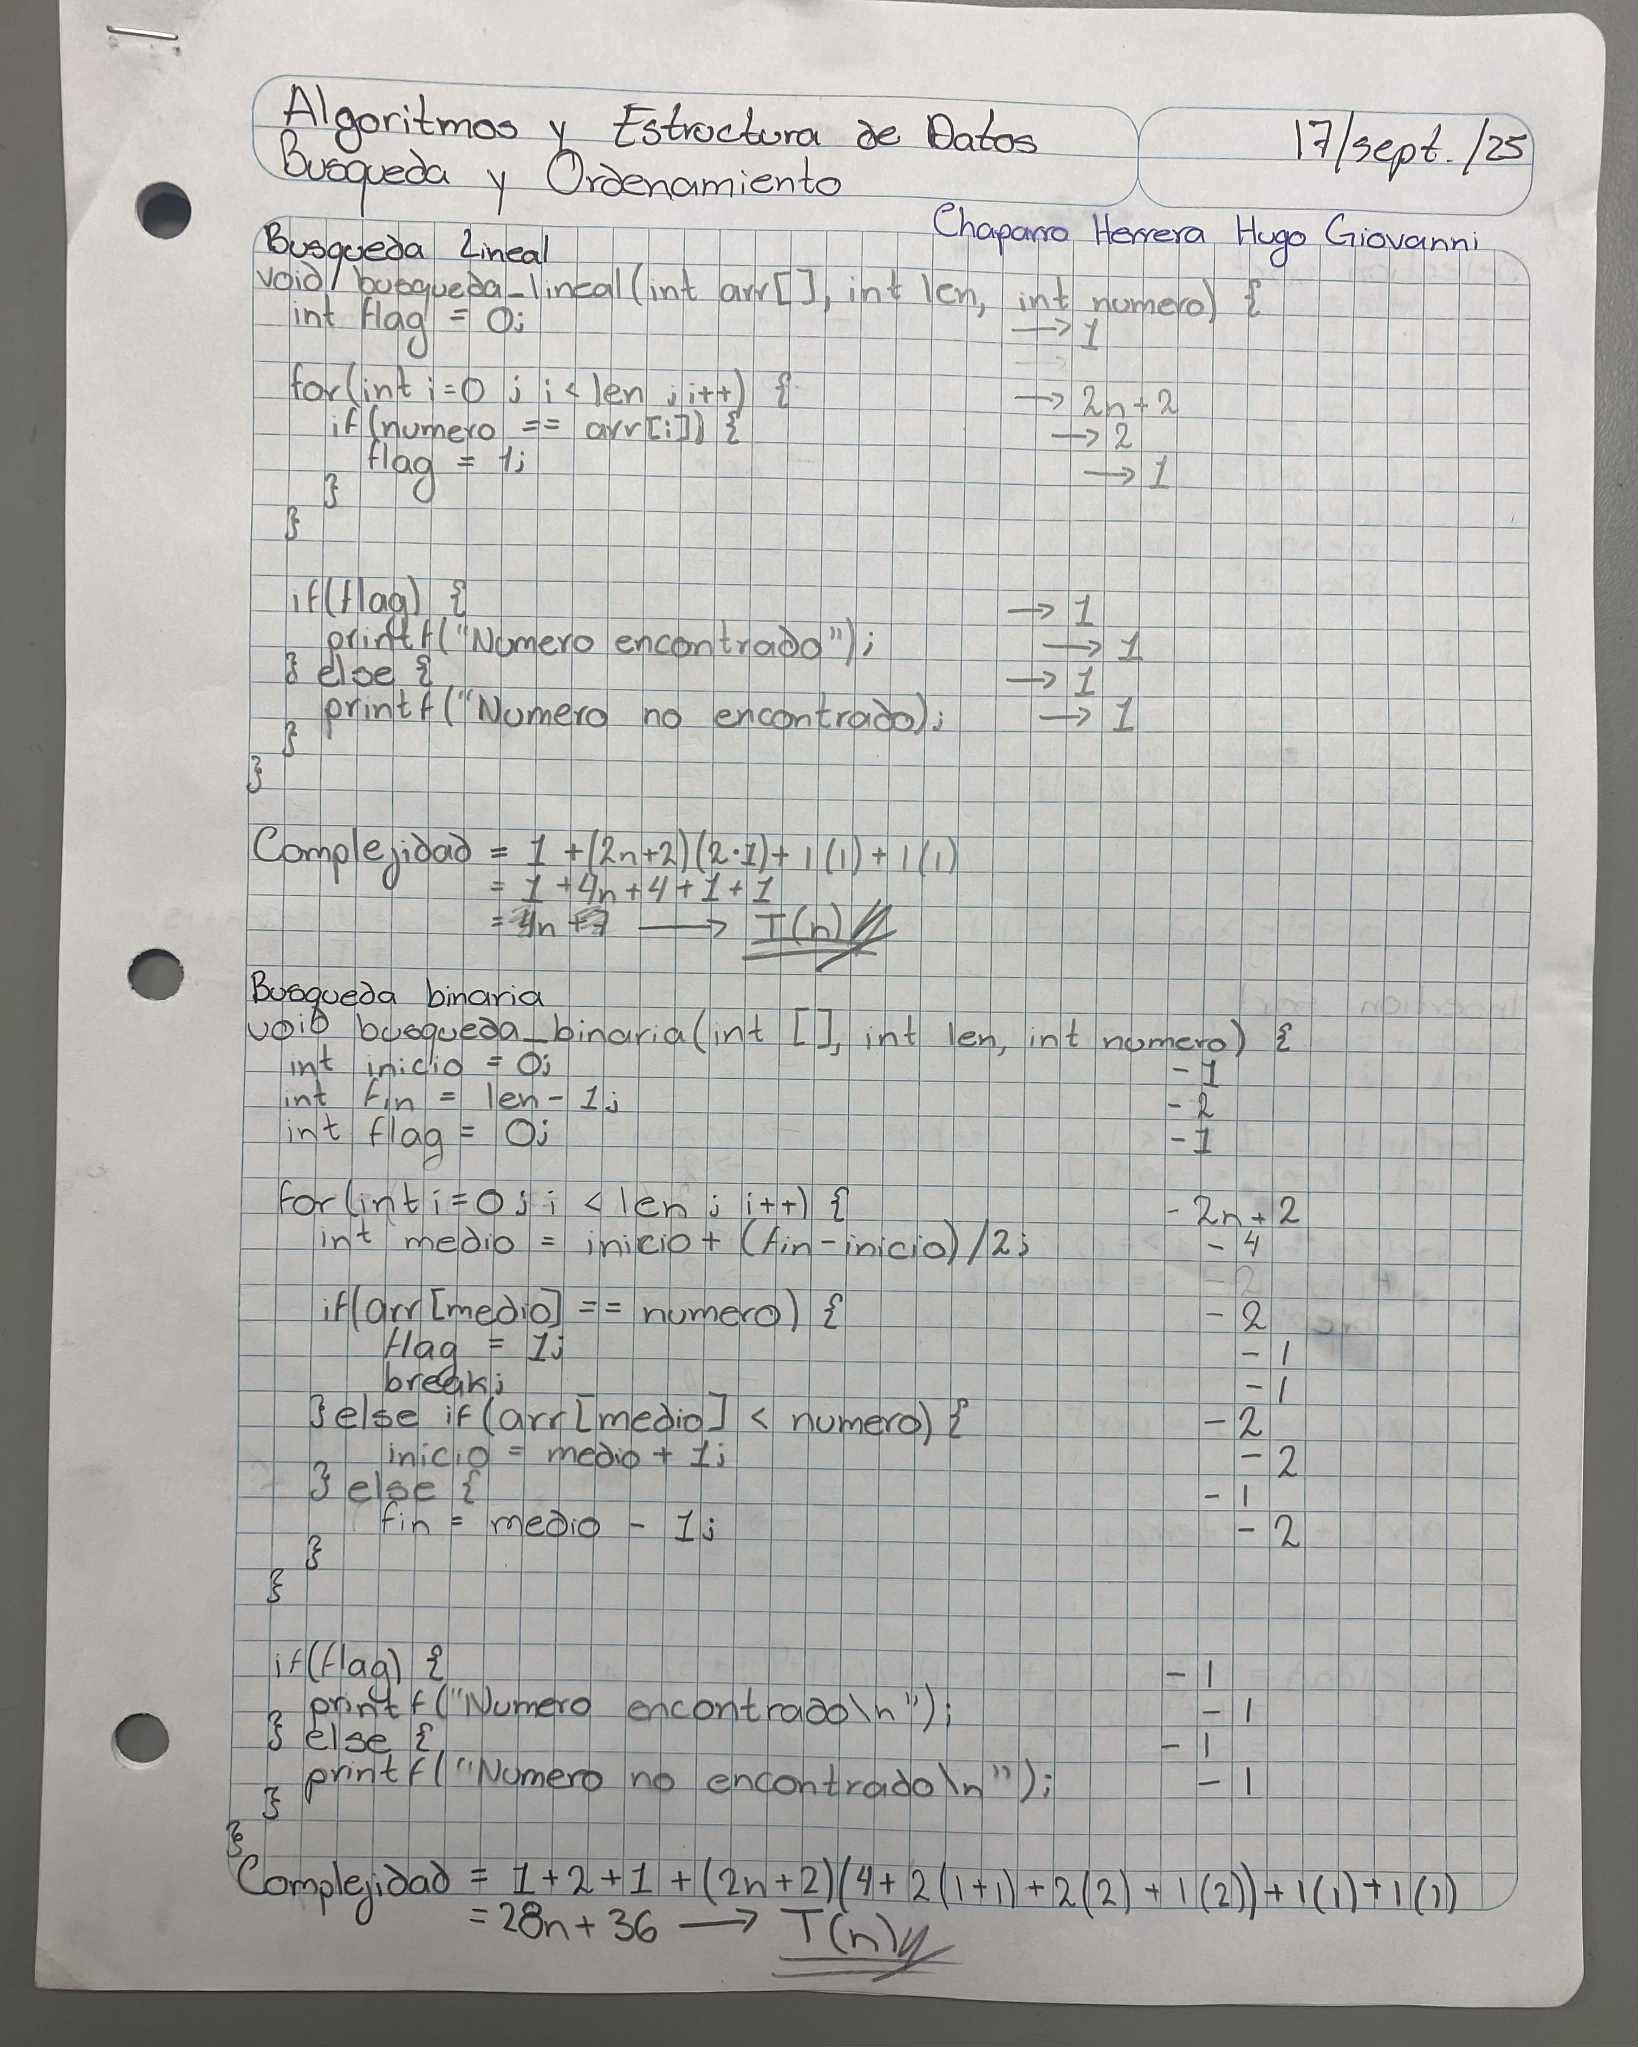 Algoritmos y Estructura de Datos
Busqueda y Ordenamiento
17/sept./25
Chaparro Herrera Hugo Giovanni
Busqueda Lineal
void busqueda_lineal(int arr[], int len, int numero) {
int flag = 0; → 1
for(int i=0 ; i < len ; i++) { → 2n+2
if(numero == arr[i]) { → 2
flag = 1; → 1
}
}
if(flag) { → 1
printf("Numero encontrado"); → 1
} else { → 1
printf("Numero no encontrado); → 1
}
}
Complejidad = 1 +(2n+2)(2·1)+ 1(1) + 1(1)
= 1 +4n+4+1+1
= 4n +7 → T(n)
Busqueda binaria
void busqueda_binaria(int [], int len, int numero) {
int inicio = 0; - 1
int fin = len - 1; - 2
int flag = 0; - 1
for(int i=0; i < len ; i++) { - 2n+2
int medio = inicio + (fin-inicio)/2; - 4
if(arr[medio] == numero) { - 2
flag = 1; - 1
break; - 1
}else if(arr[medio] < numero) { - 2
inicio = medio + 1; - 2
} else { - 1
fin = medio - 1; - 2
}
}
if(flag) { - 1
printf("Numero encontrado\n"); - 1
} else { - 1
printf("Numero no encontrado\n"); - 1
}
}
Complejidad = 1+2+1 +(2n+2)(4+2(1+1)+2(2)+1(2))+1(1)+1(1)
= 28n+36 → T(n)